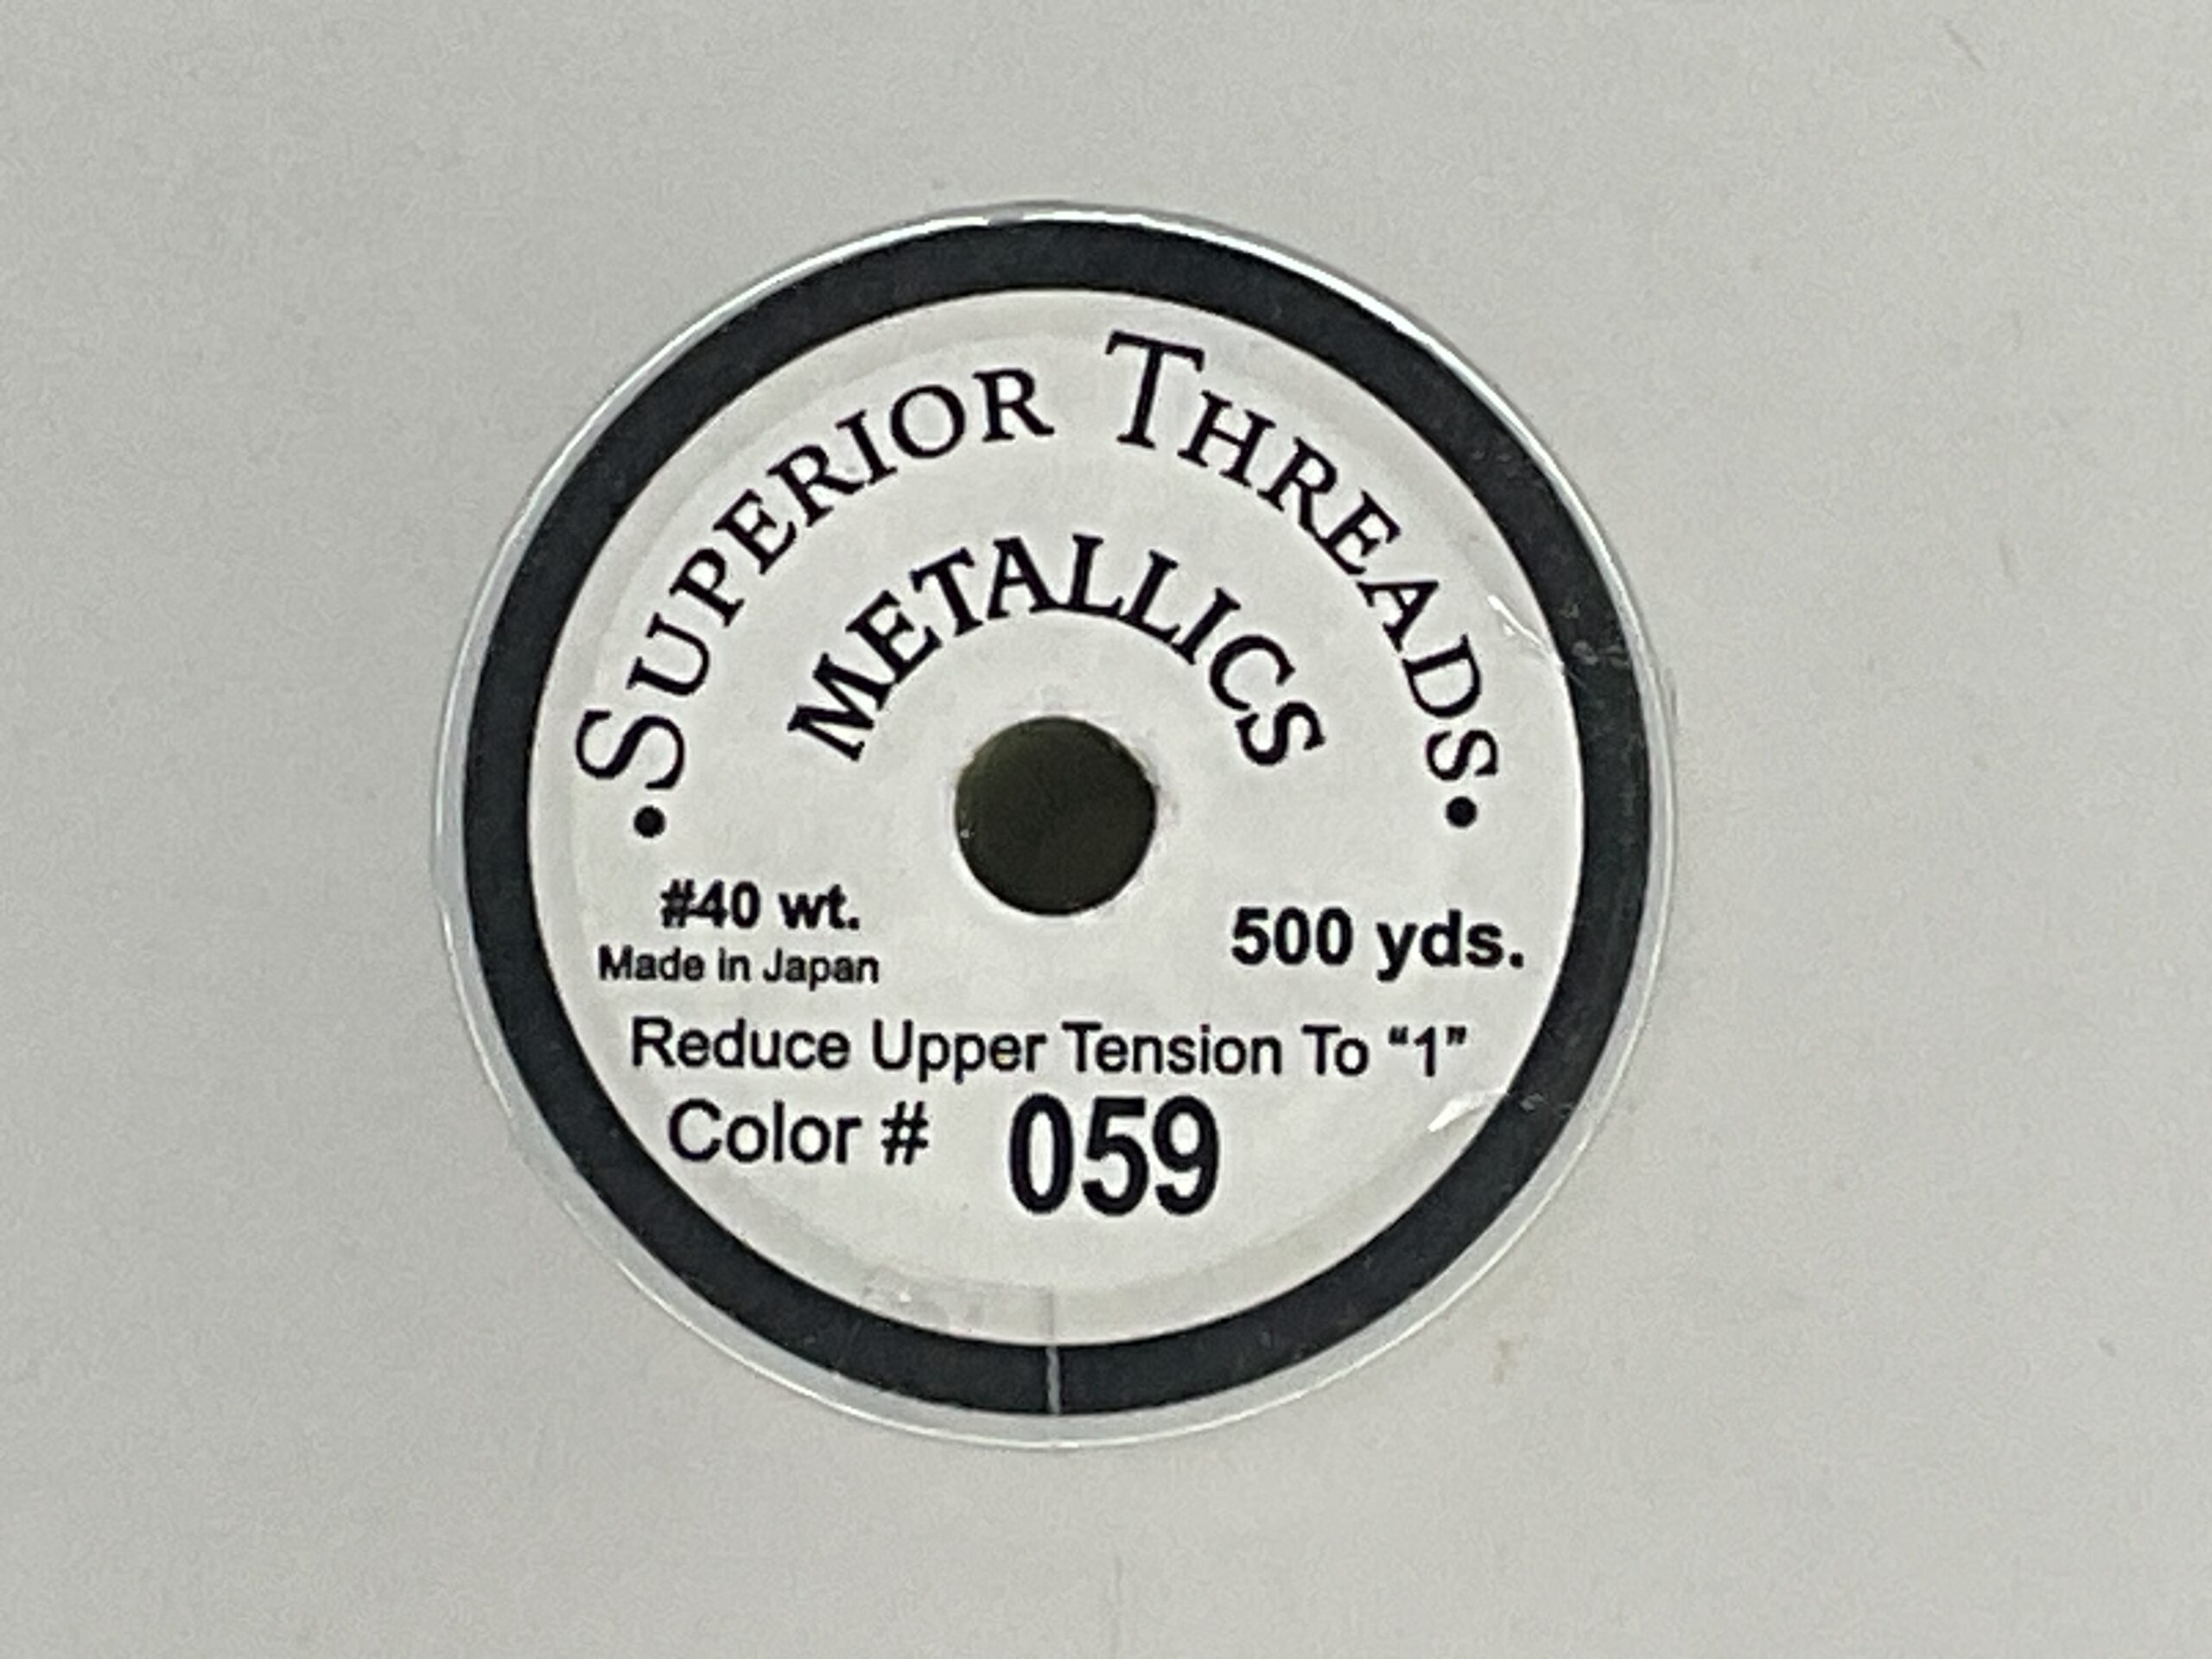 •SUPERIOR THREADS•
METALLICS
#40 wt.
Made in Japan
500 yds.
Reduce Upper Tension To “1”
Color # 059